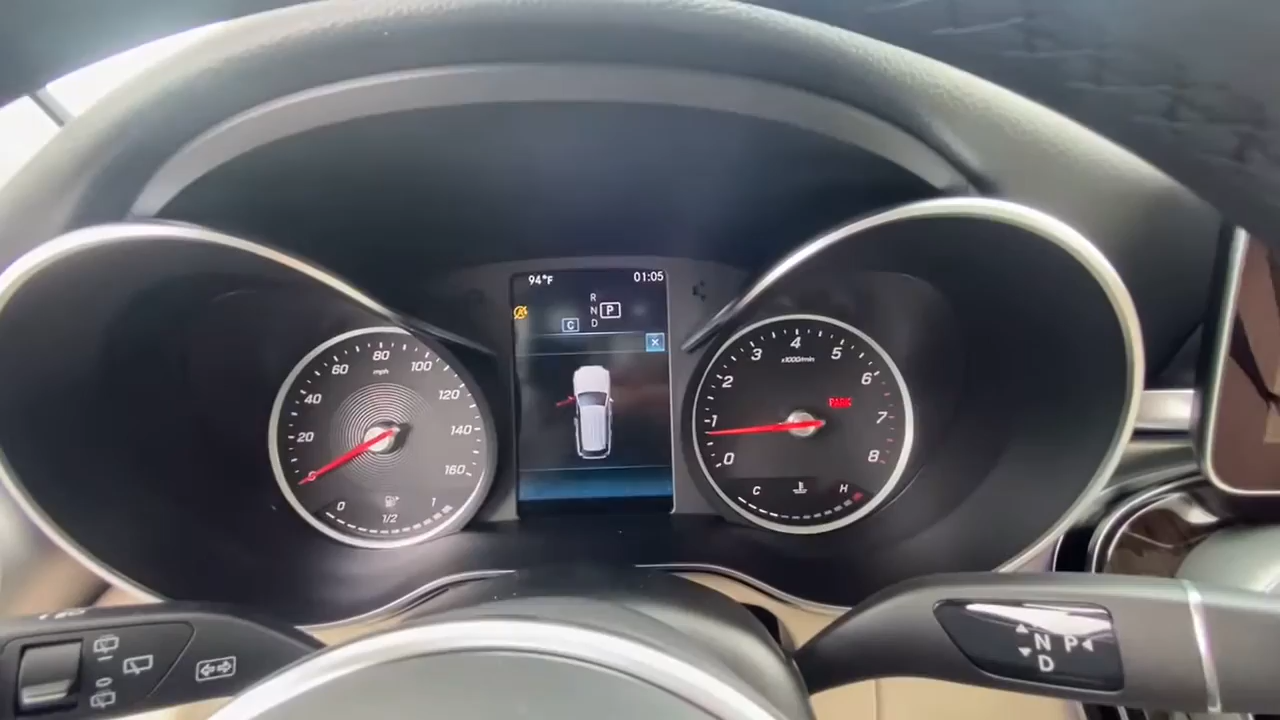 94°F 01:05
R
N P
C D
×
20 40 60 80 100 120 140 160
mph
0 1/2 1
0 1 2 3 4 5 6 7 8
x1000/min
PARK
C H
N P
D